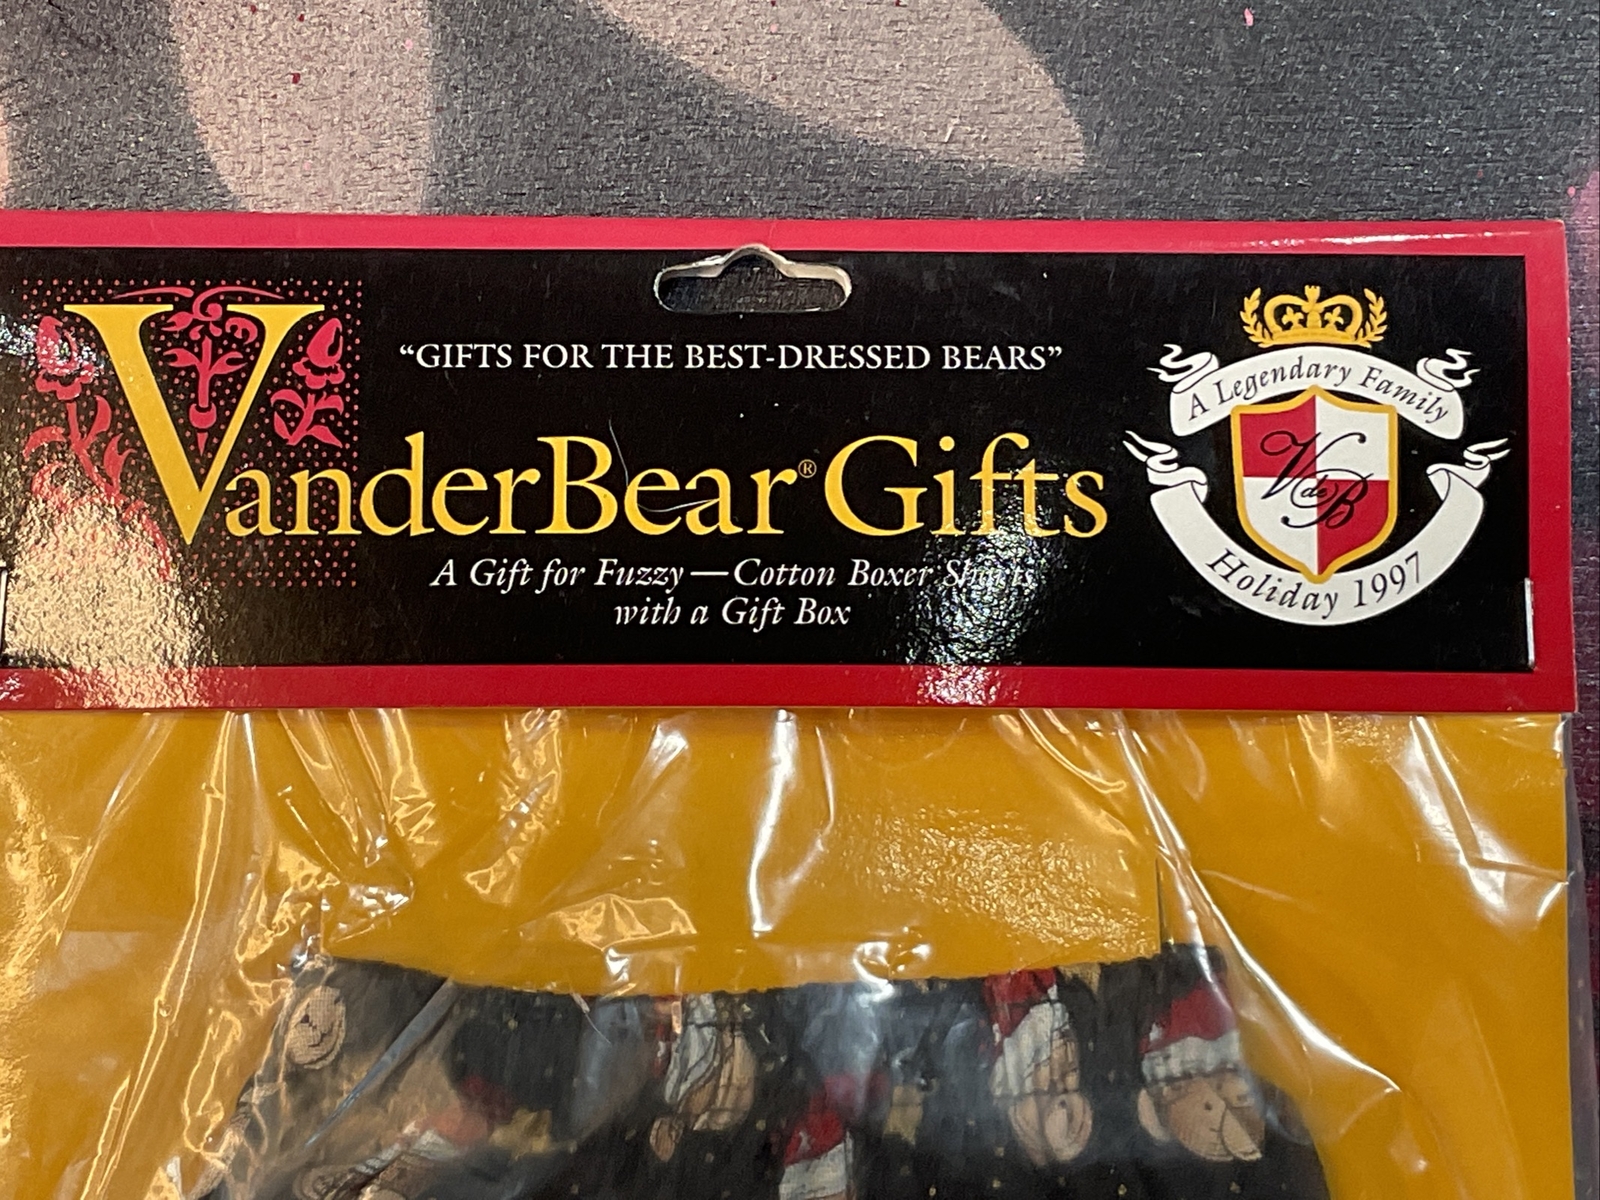 “GIFTS FOR THE BEST-DRESSED BEARS”
VanderBear® Gifts
A Gift for Fuzzy—Cotton Boxer Shorts
with a Gift Box
A Legendary Family
VdeB
Holiday 1997